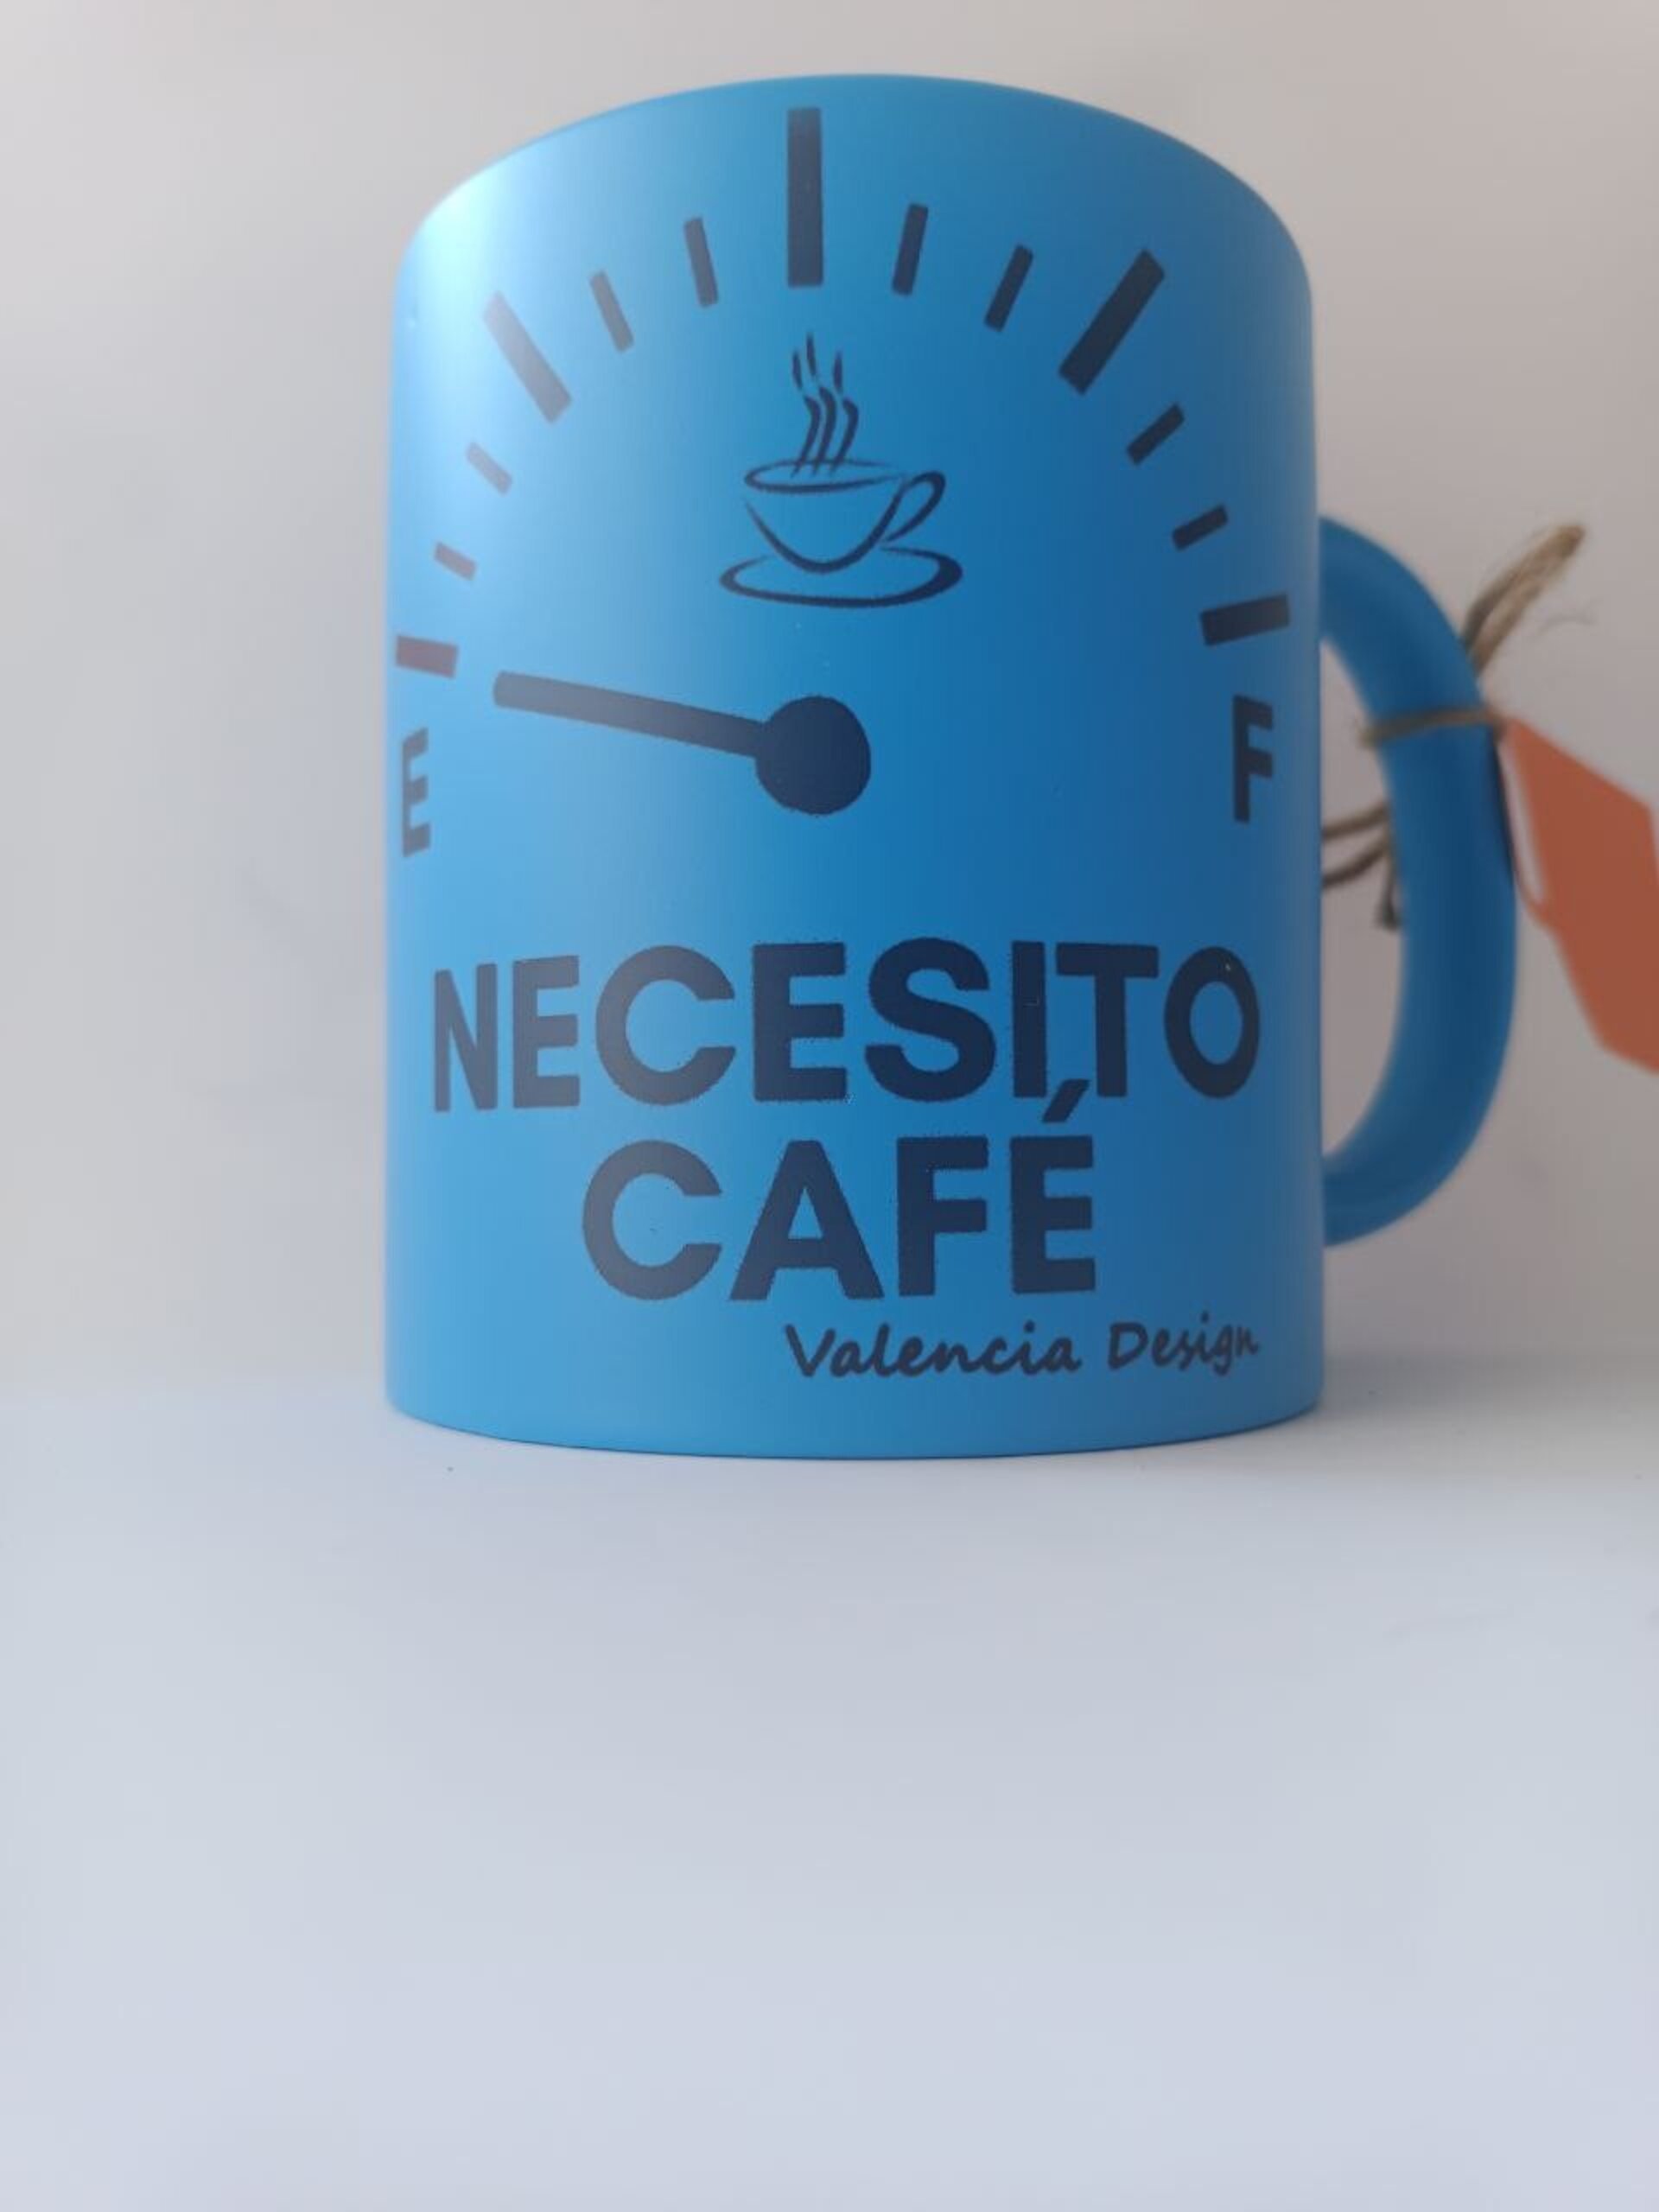 E F
NECESITO
CAFÉ
Valencia Design